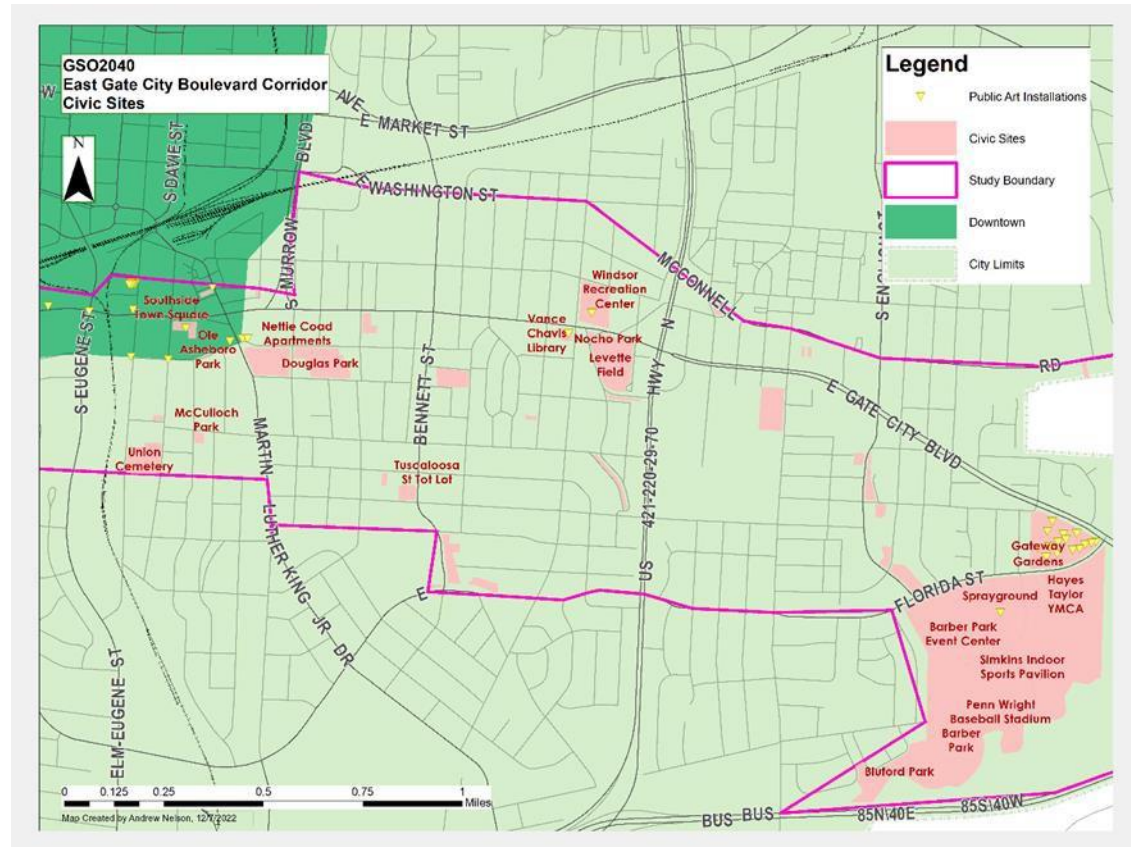 GSO2040
East Gate City Boulevard Corridor
Civic Sites
N
Legend
Public Art Installations
Civic Sites
Study Boundary
Downtown
City Limits
W
AVE
E MARKET ST
S DAVIE ST
BLVD
S MURROW
E WASHINGTON ST
MCCONNELL
RD
S ENGLISH ST
Windsor
Recreation
Center
Southside
Town Square
Vance
Chavis
Library
Nocho Park
Levette
Field
Nettie Coad
Apartments
Ole
Asheboro
Park
Douglas Park
HWY N
S EUGENE ST
BENNETT ST
E GATE CITY BLVD
McCulloch
Park
MARTIN
LUTHER KING JR DR
Union
Cemetery
Tuscaloosa
St Tot Lot
US 421-220-29-70
Gateway
Gardens
E
FLORIDA ST
Sprayground
Hayes
Taylor
YMCA
Barber Park
Event Center
Simkins Indoor
Sports Pavilion
ELM-EUGENE ST
Penn Wright
Baseball Stadium
Barber
Park
Bluford Park
0 0.125 0.25 0.5 0.75 1
Miles
BUS BUS
85N\40E
85S\40W
Map Created by Andrew Nelson, 12/7/2022